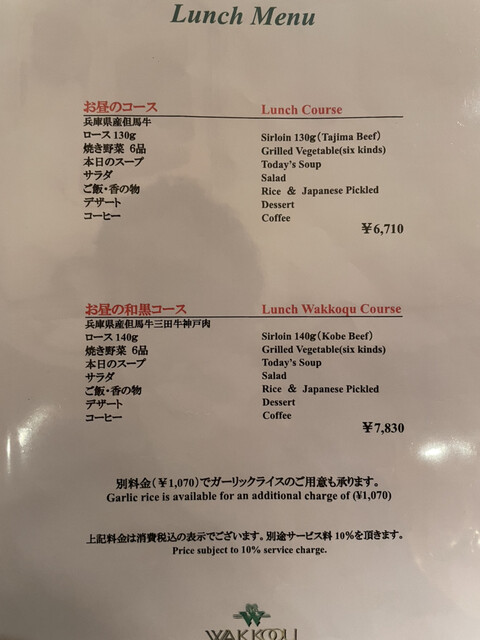 Lunch Menu
お昼のコース Lunch Course
兵庫県産但馬牛
ロース 130g Sirloin 130g(Tajima Beef)
焼き野菜 6品 Grilled Vegetable(six kinds)
本日のスープ Today's Soup
サラダ Salad
ご飯・香の物 Rice & Japanese Pickled
デザート Dessert
コーヒー Coffee
¥6,710
お昼の和黒コース Lunch Wakkoqu Course
兵庫県産但馬牛三田牛神戸肉
ロース 140g Sirloin 140g(Kobe Beef)
焼き野菜 6品 Grilled Vegetable(six kinds)
本日のスープ Today's Soup
サラダ Salad
ご飯・香の物 Rice & Japanese Pickled
デザート Dessert
コーヒー Coffee
¥7,830
別料金(¥1,070)でガーリックライスのご用意も承ります。
Garlic rice is available for an additional charge of (¥1,070)
上記料金は消費税込の表示でございます。別途サービス料 10%を頂きます。
Price subject to 10% service charge.
WAKKOQU